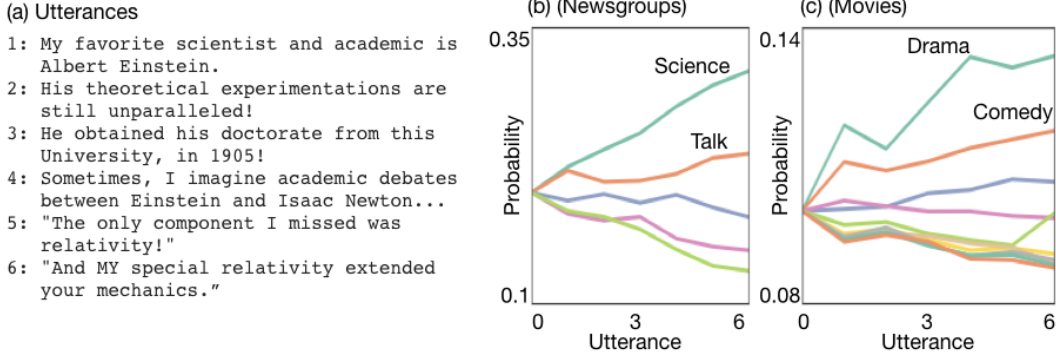 (a) Utterances
1: My favorite scientist and academic is
Albert Einstein.
2: His theoretical experimentations are
still unparalleled!
3: He obtained his doctorate from this
University, in 1905!
4: Sometimes, I imagine academic debates
between Einstein and Isaac Newton...
5: "The only component I missed was
relativity!"
6: "And MY special relativity extended
your mechanics.”
(b) (Newsgroups)
0.35
Science
Talk
Probability
0.1
0
3
6
Utterance
(c) (Movies)
0.14
Drama
Comedy
Probability
0.08
0
3
6
Utterance